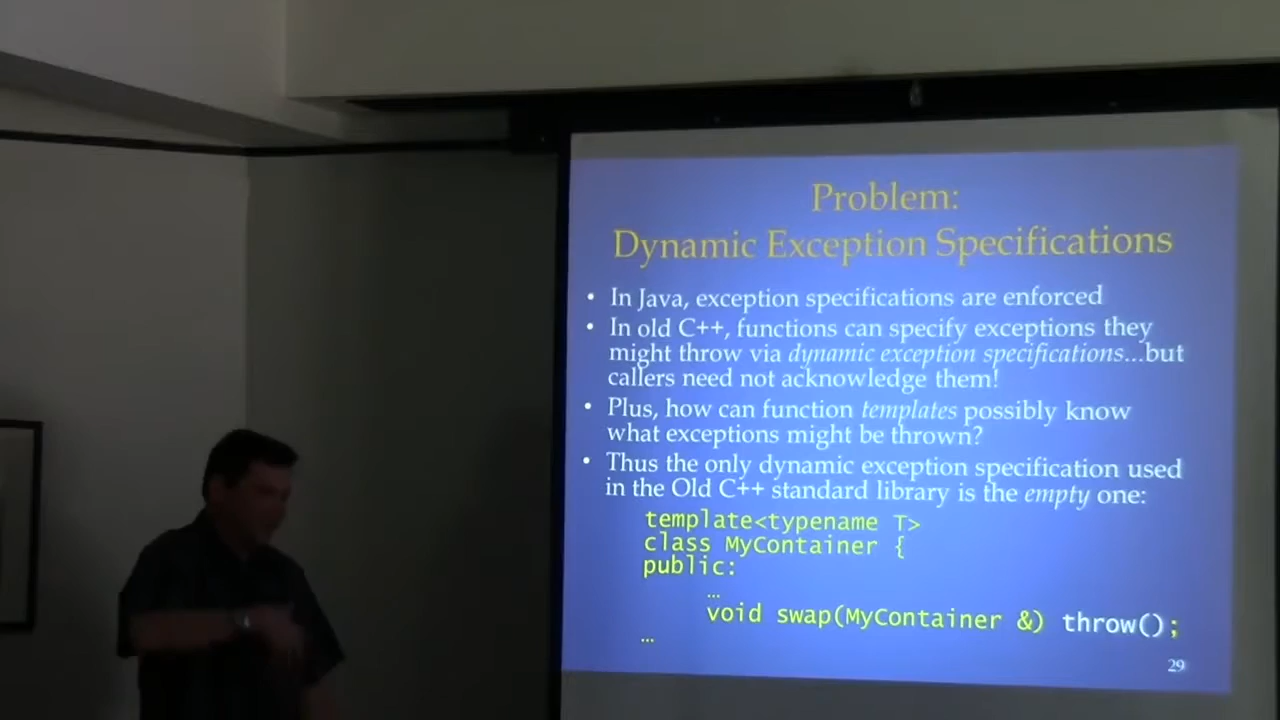 Problem:
Dynamic Exception Specifications
• In Java, exception specifications are enforced
• In old C++, functions can specify exceptions they
might throw via dynamic exception specifications...but
callers need not acknowledge them!
• Plus, how can function templates possibly know
what exceptions might be thrown?
• Thus the only dynamic exception specification used
in the Old C++ standard library is the empty one:
template<typename T>
class MyContainer {
public:
…
void swap(MyContainer &) throw();
…
29